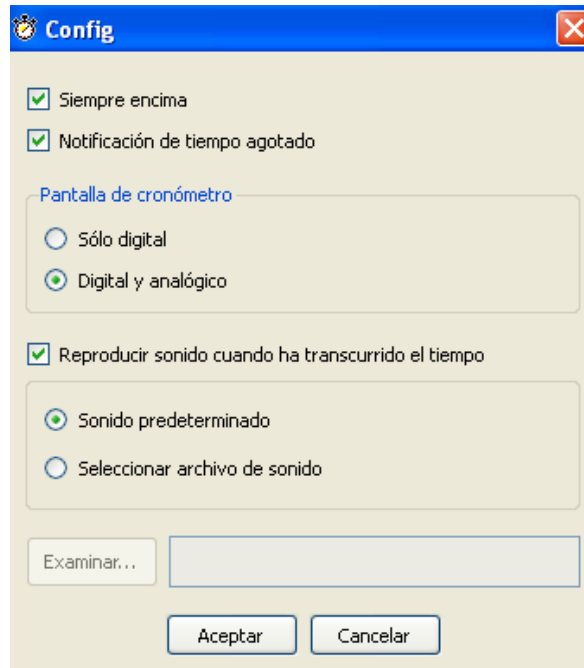 Config
Siempre encima
Notificación de tiempo agotado
Pantalla de cronómetro
Sólo digital
Digital y analógico
Reproducir sonido cuando ha transcurrido el tiempo
Sonido predeterminado
Seleccionar archivo de sonido
Examinar...
Aceptar
Cancelar